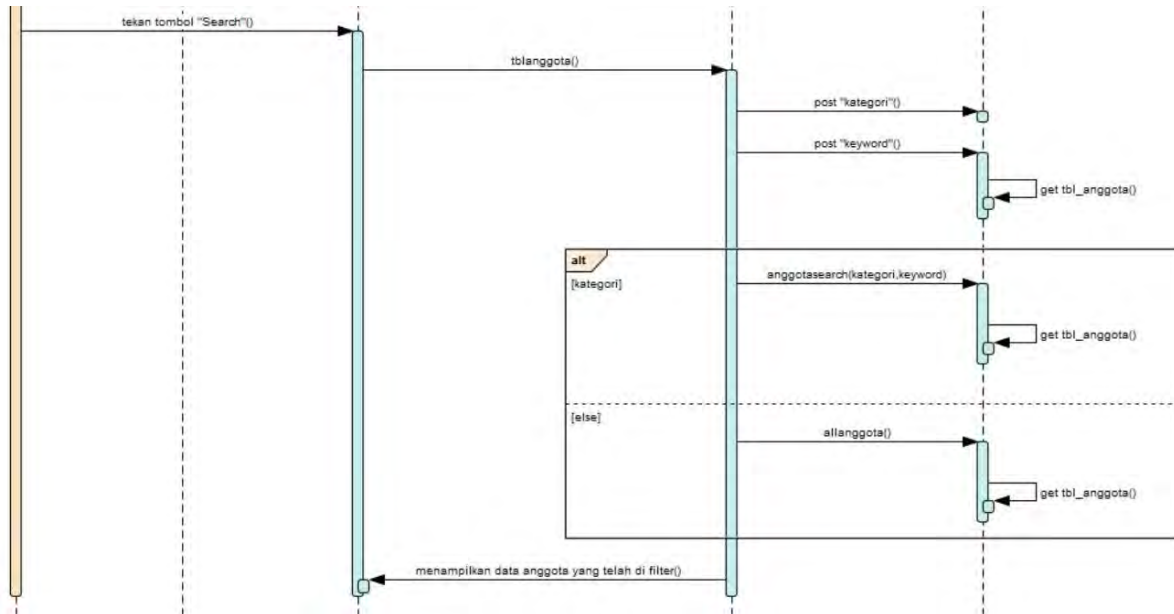 tekan tombol "Search"()
tblanggota()
post "kategori"()
post "keyword"()
get tbl_anggota()
alt
[kategori]
anggotasearch(kategori,keyword)
get tbl_anggota()
[else]
allanggota()
get tbl_anggota()
menampilkan data anggota yang telah di filter()